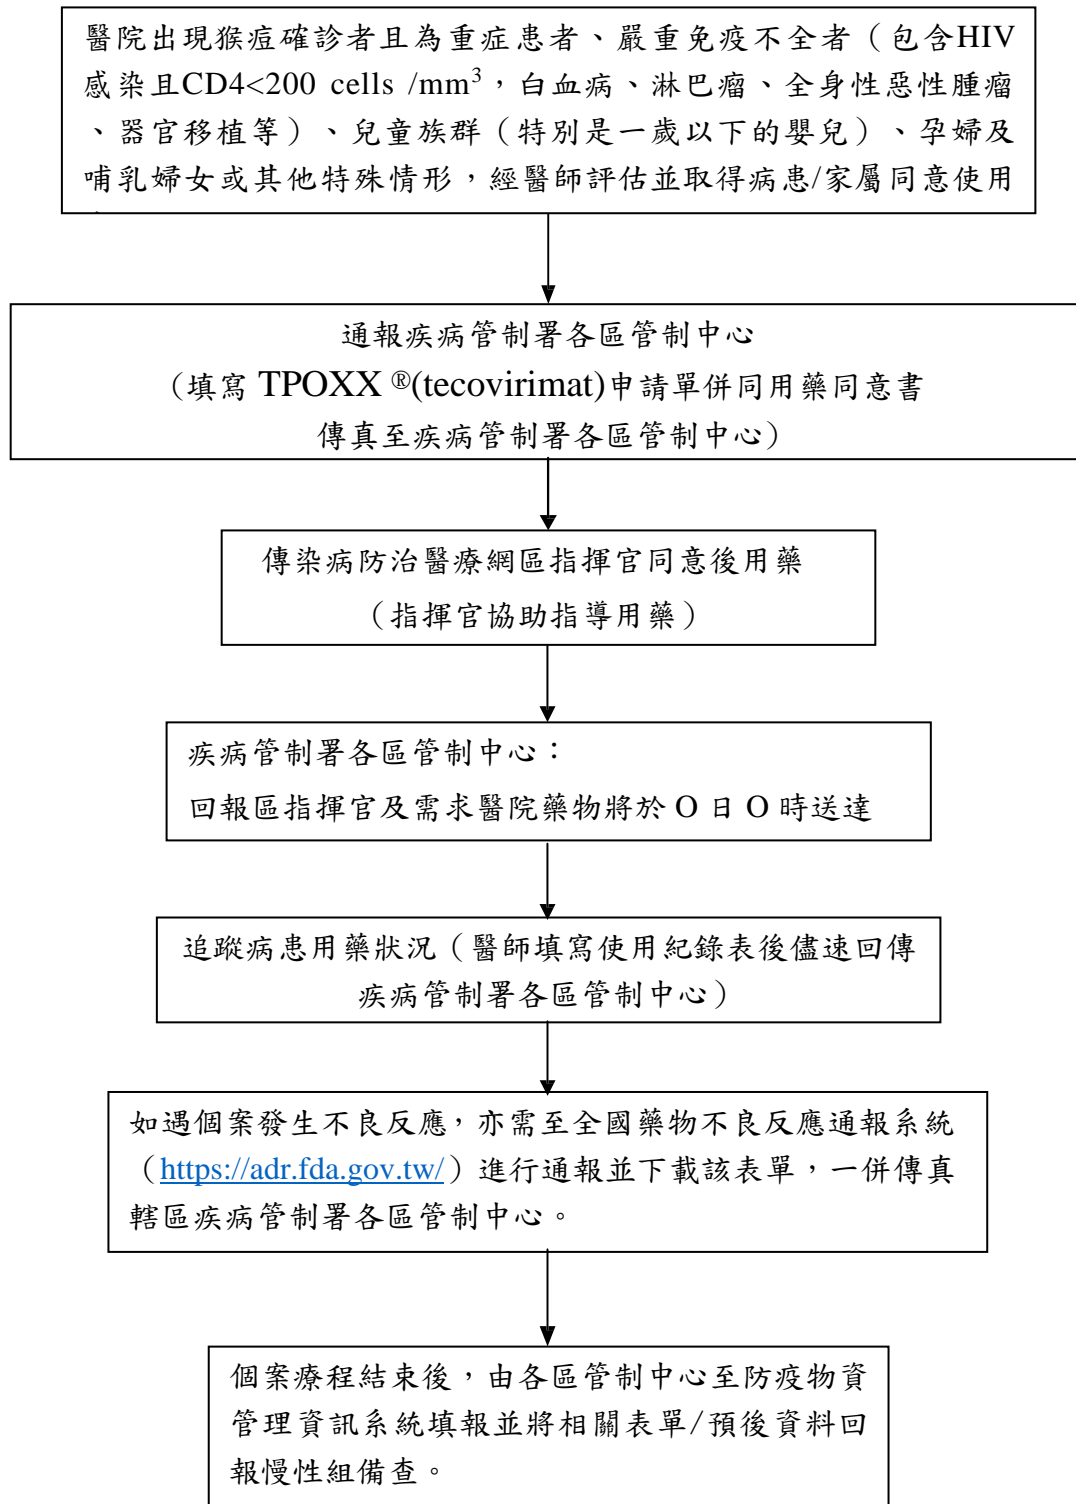 醫院出現猴痘確診者且為重症患者、嚴重免疫不全者（包含HIV
感染且CD4<200 cells /mm³，白血病、淋巴瘤、全身性惡性腫瘤
、器官移植等）、兒童族群（特別是一歲以下的嬰兒）、孕婦及
哺乳婦女或其他特殊情形，經醫師評估並取得病患/家屬同意使用
通報疾病管制署各區管制中心
（填寫 TPOXX ®(tecovirimat)申請單併同用藥同意書
傳真至疾病管制署各區管制中心）
傳染病防治醫療網區指揮官同意後用藥
（指揮官協助指導用藥）
疾病管制署各區管制中心：
回報區指揮官及需求醫院藥物將於 O 日 O 時送達
追蹤病患用藥狀況（醫師填寫使用紀錄表後儘速回傳
疾病管制署各區管制中心）
如遇個案發生不良反應，亦需至全國藥物不良反應通報系統
（https://adr.fda.gov.tw/）進行通報並下載該表單，一併傳真
轄區疾病管制署各區管制中心。
個案療程結束後，由各區管制中心至防疫物資
管理資訊系統填報並將相關表單/預後資料回
報慢性組備查。